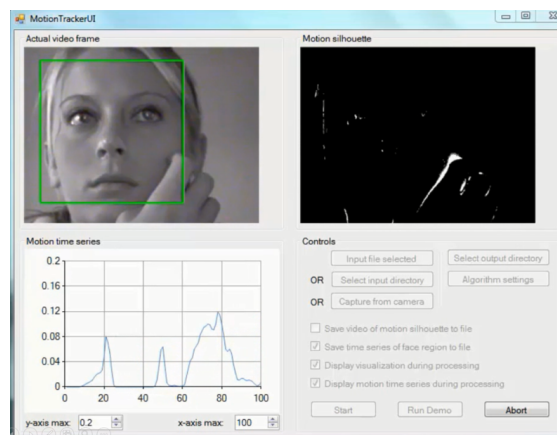 MotionTrackerUI
Actual video frame
Motion silhouette
Motion time series
0.2
0.16
0.12
0.08
0.04
0
0 20 40 60 80 100
y-axis max: 0.2
x-axis max: 100
Controls
Input file selected
Select output directory
OR Select input directory
Algorithm settings
OR Capture from camera
Save video of motion silhouette to file
Save time series of face region to file
Display visualization during processing
Display motion time series during processing
Start
Run Demo
Abort